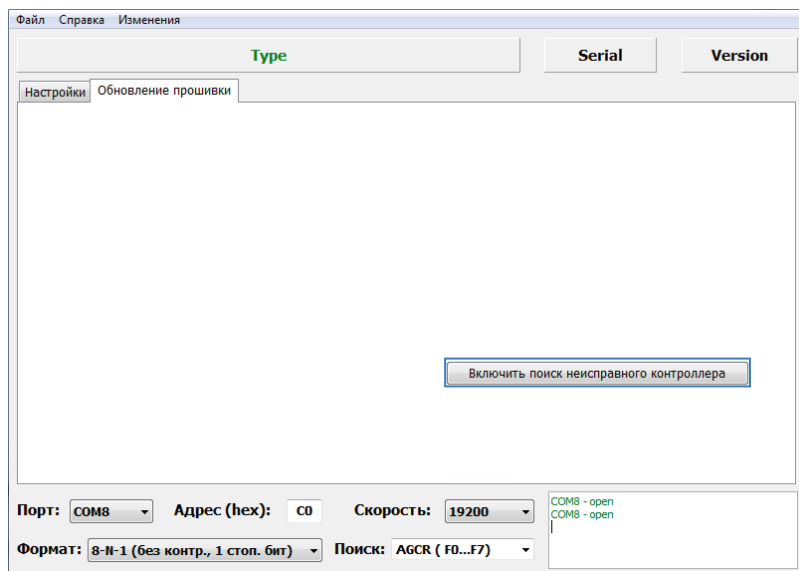 Файл Справка Изменения
Type Serial Version
Настройки Обновление прошивки
Включить поиск неисправного контроллера
Порт: COM8 Адрес (hex): C0 Скорость: 19200
Формат: 8-N-1 (без контр., 1 стоп. бит) Поиск: AGCR ( F0...F7)
COM8 - open
COM8 - open